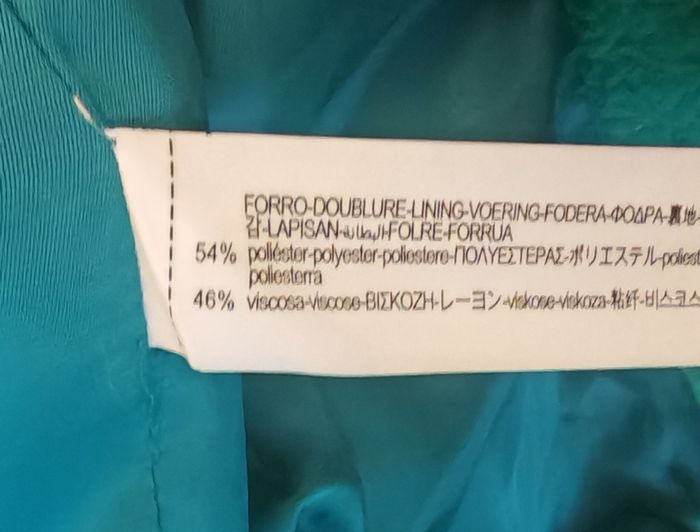 FORRO-DOUBLURE-LINING-VOERING-FODERA-ΦΟΔΡΑ-裏地-
감-LAPISAN-البطانة-FOLRE-FORRUA
54% poliéster-polyester-poliestere-ΠΟΛΥΕΣΤΕΡΑΣ-ポリエステル-poliest
poliesterra
46% viscosa-viscose-ΒΙΣΚΟΖΗ-レーヨン-viskose-viskoza-粘纤-비스코스